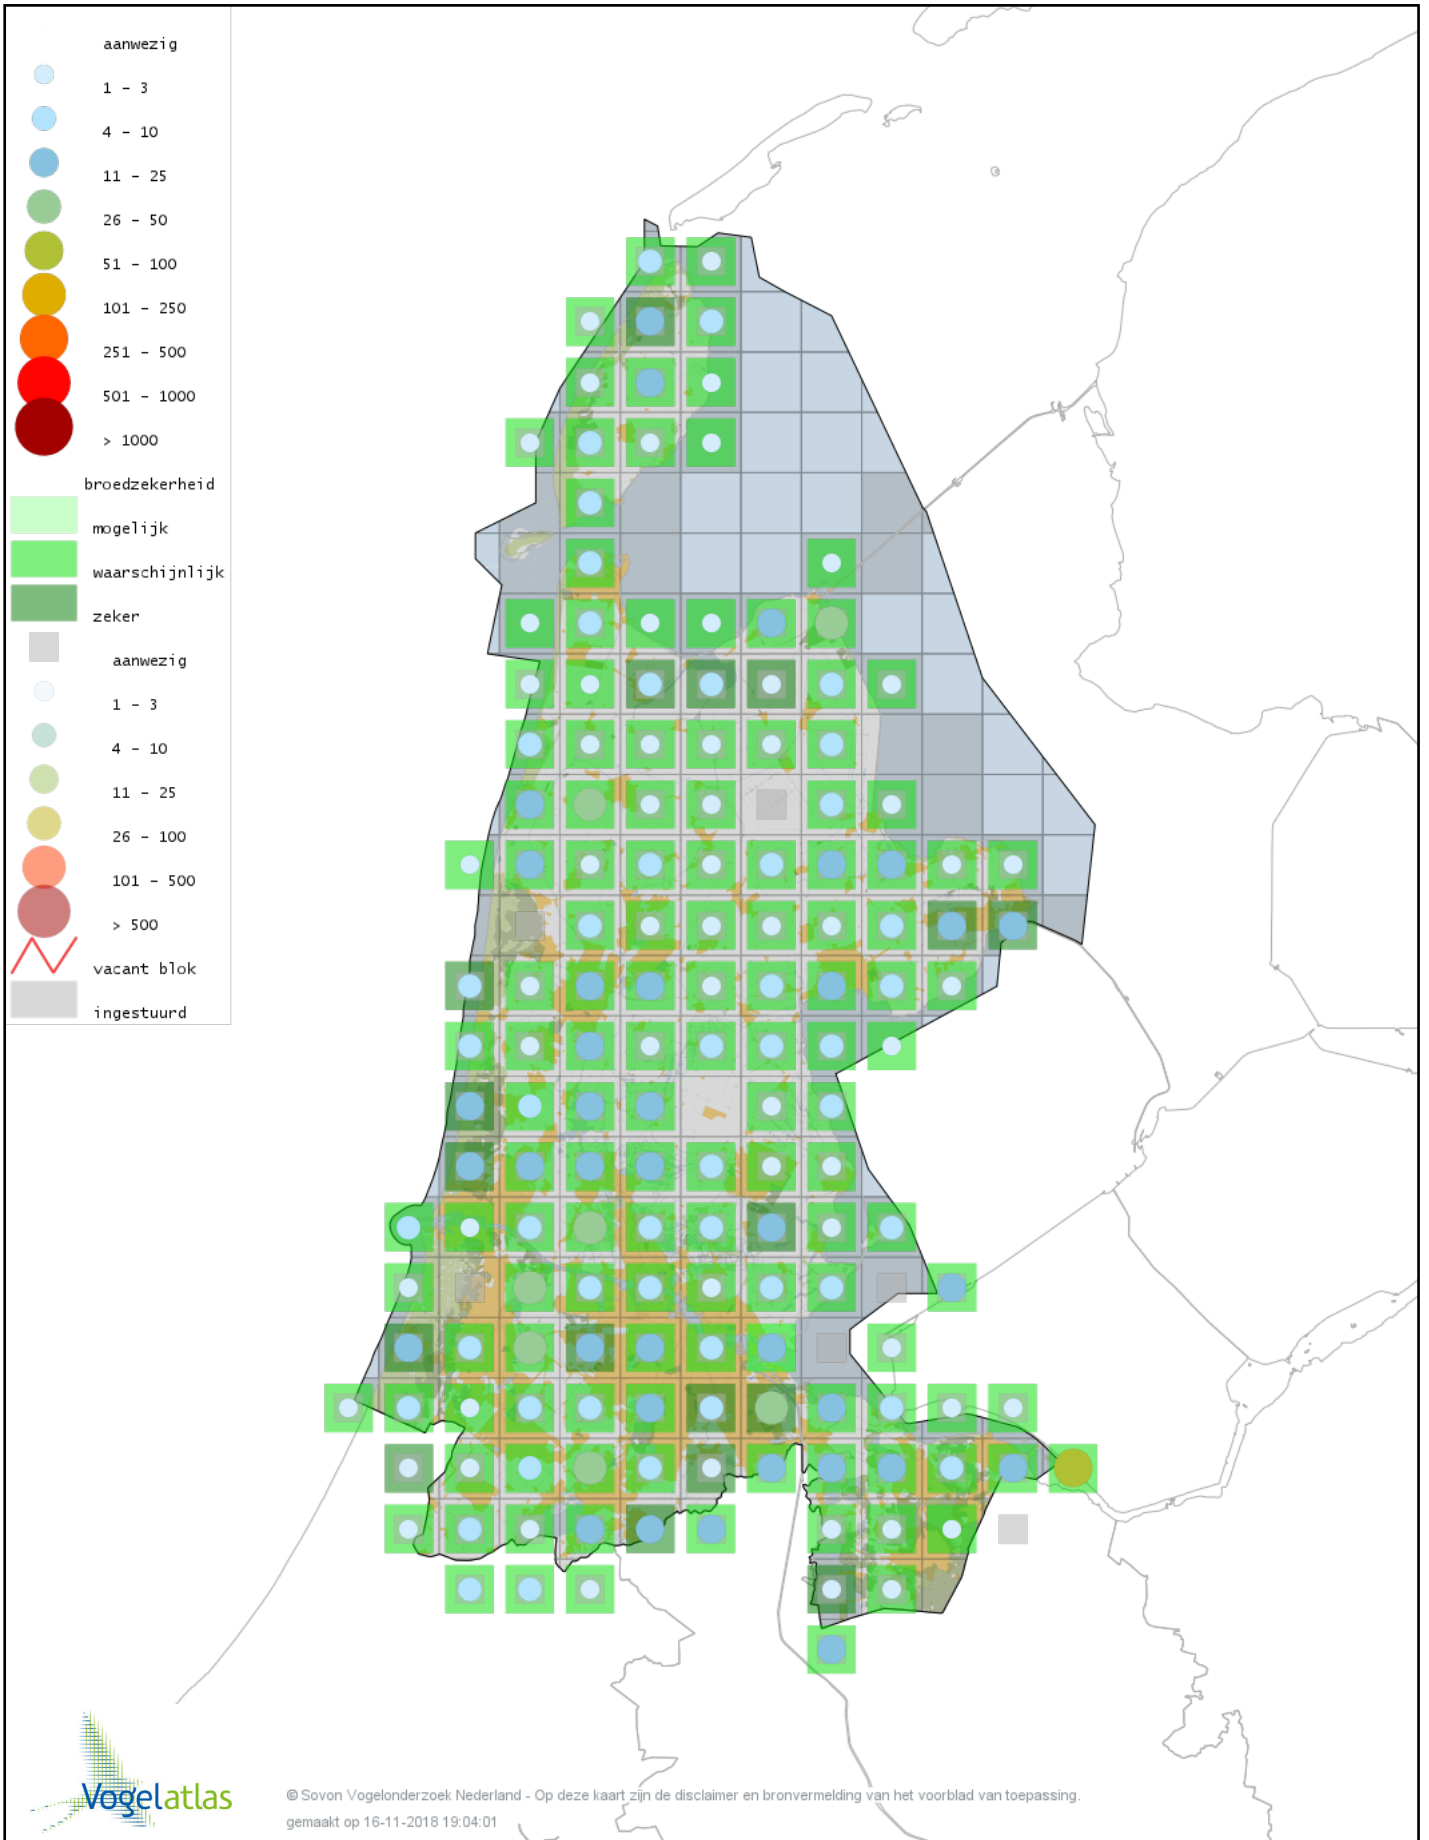 aanwezig
1 - 3
4 - 10
11 - 25
26 - 50
51 - 100
101 - 250
251 - 500
501 - 1000
> 1000
broedzekerheid
mogelijk
waarschijnlijk
zeker
aanwezig
1 - 3
4 - 10
11 - 25
26 - 100
101 - 500
> 500
vacant blok
ingestuurd
Vogelatlas
© Sovon Vogelonderzoek Nederland - Op deze kaart zijn de disclaimer en bronvermelding van het voorblad van toepassing.
gemaakt op 16-11-2018 19:04:01